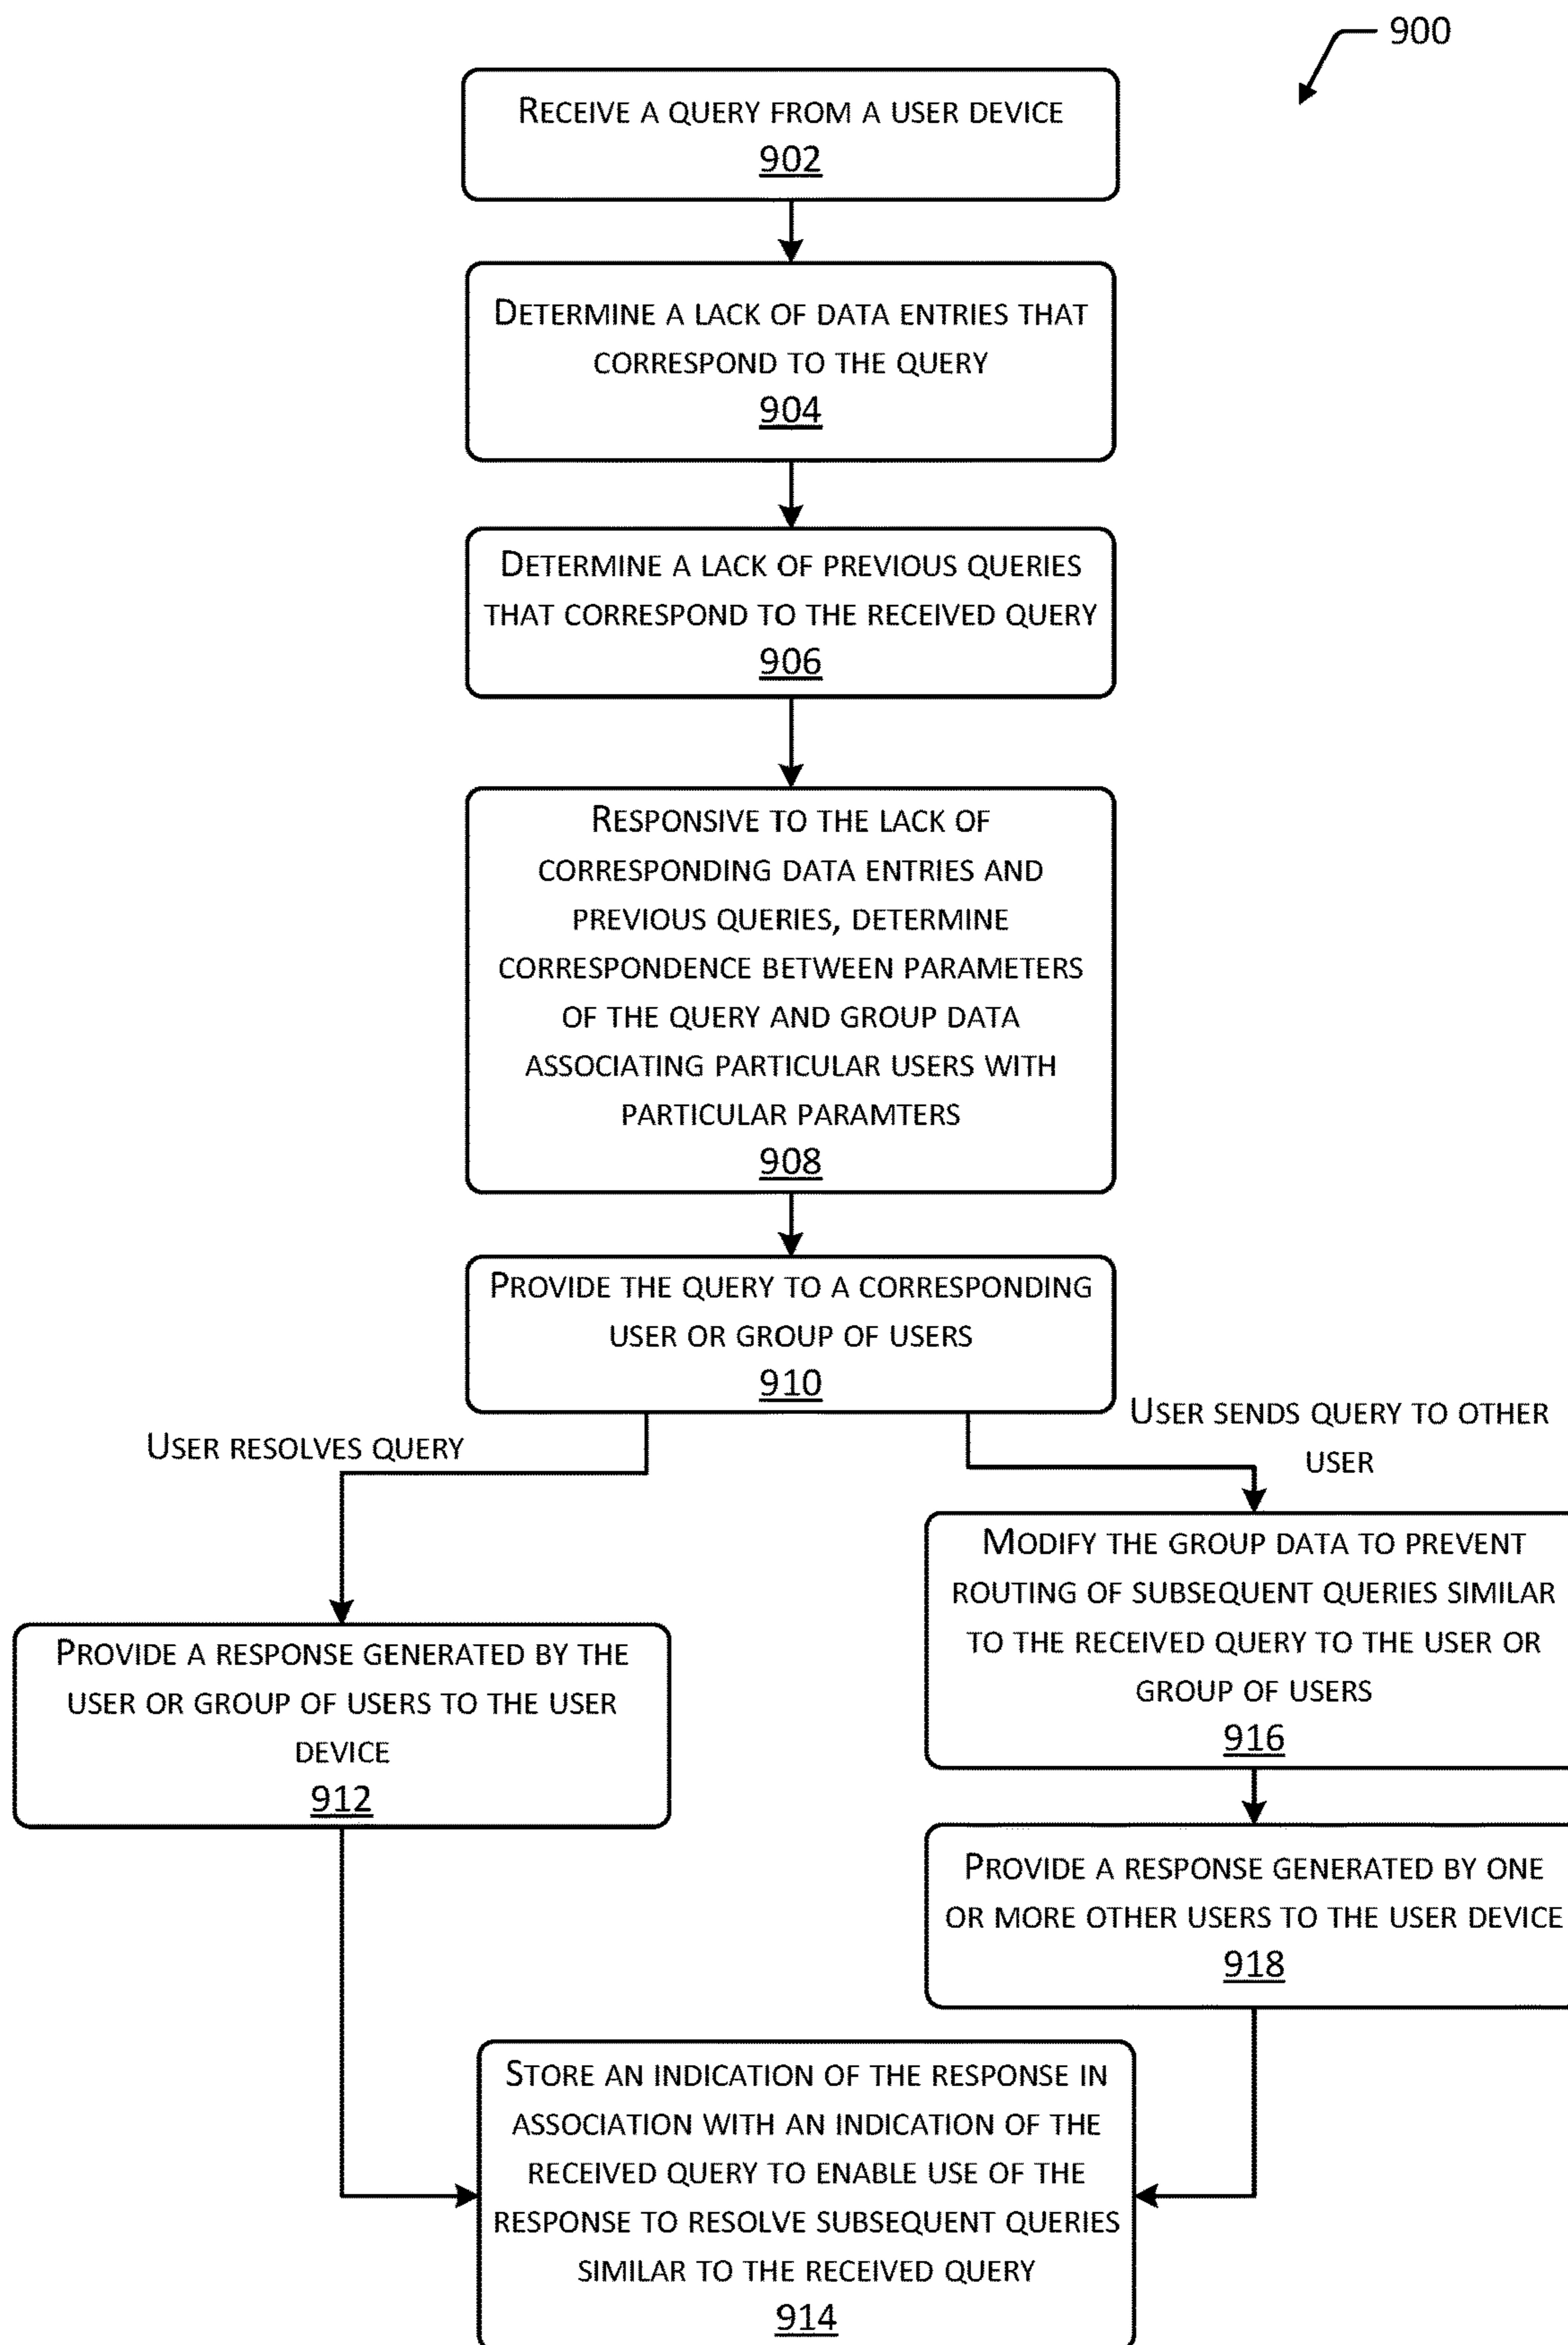 900
RECEIVE A QUERY FROM A USER DEVICE
902
DETERMINE A LACK OF DATA ENTRIES THAT
CORRESPOND TO THE QUERY
904
DETERMINE A LACK OF PREVIOUS QUERIES
THAT CORRESPOND TO THE RECEIVED QUERY
906
RESPONSIVE TO THE LACK OF
CORRESPONDING DATA ENTRIES AND
PREVIOUS QUERIES, DETERMINE
CORRESPONDENCE BETWEEN PARAMETERS
OF THE QUERY AND GROUP DATA
ASSOCIATING PARTICULAR USERS WITH
PARTICULAR PARAMTERS
908
PROVIDE THE QUERY TO A CORRESPONDING
USER OR GROUP OF USERS
910
USER RESOLVES QUERY
USER SENDS QUERY TO OTHER
USER
PROVIDE A RESPONSE GENERATED BY THE
USER OR GROUP OF USERS TO THE USER
DEVICE
912
MODIFY THE GROUP DATA TO PREVENT
ROUTING OF SUBSEQUENT QUERIES SIMILAR
TO THE RECEIVED QUERY TO THE USER OR
GROUP OF USERS
916
PROVIDE A RESPONSE GENERATED BY ONE
OR MORE OTHER USERS TO THE USER DEVICE
918
STORE AN INDICATION OF THE RESPONSE IN
ASSOCIATION WITH AN INDICATION OF THE
RECEIVED QUERY TO ENABLE USE OF THE
RESPONSE TO RESOLVE SUBSEQUENT QUERIES
SIMILAR TO THE RECEIVED QUERY
914